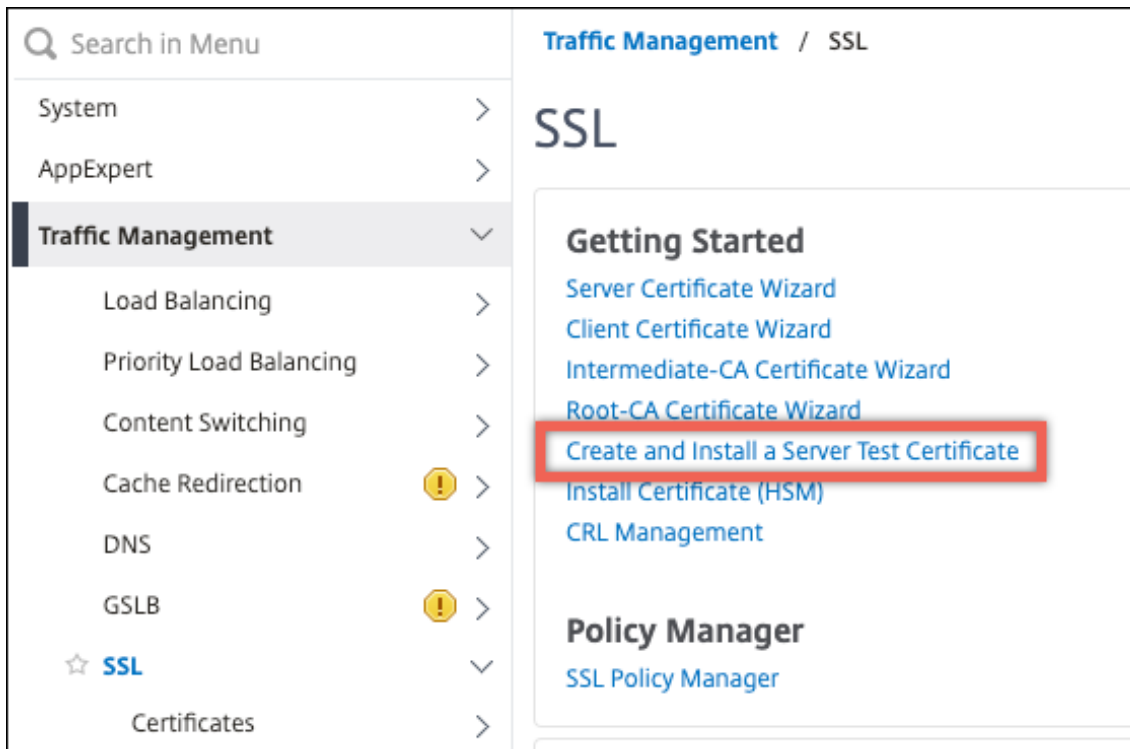 Search in Menu
System
AppExpert
Traffic Management
Load Balancing
Priority Load Balancing
Content Switching
Cache Redirection
DNS
GSLB
SSL
Certificates
Traffic Management / SSL
SSL
Getting Started
Server Certificate Wizard
Client Certificate Wizard
Intermediate-CA Certificate Wizard
Root-CA Certificate Wizard
Create and Install a Server Test Certificate
Install Certificate (HSM)
CRL Management
Policy Manager
SSL Policy Manager